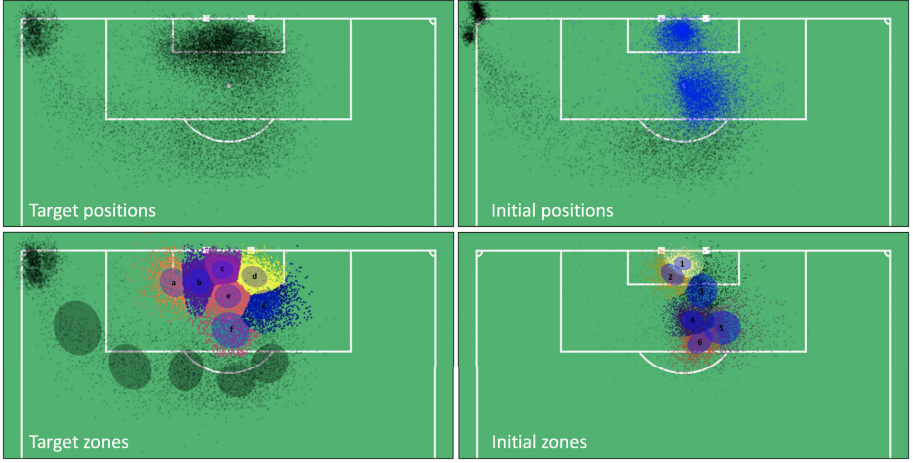 Target positions
Initial positions
c
d
a
b
e
f
Target zones
1
2
3
4
5
6
Initial zones